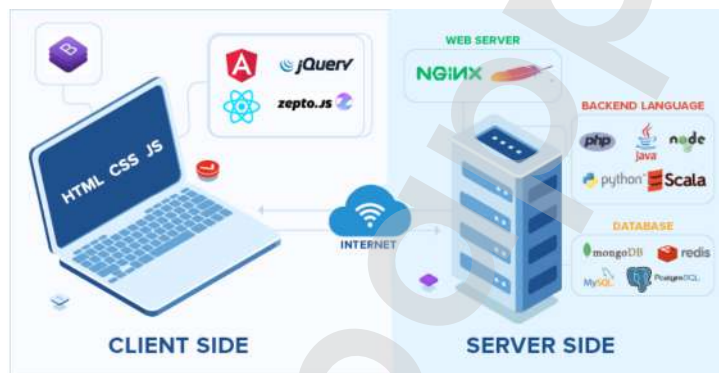 B
A
jQuery
zepto.js
HTML CSS JS
INTERNET
CLIENT SIDE
WEB SERVER
NGINX
BACKEND LANGUAGE
php
Java
node
python
Scala
DATABASE
mongoDB
redis
MySQL
PostgreSQL
SERVER SIDE